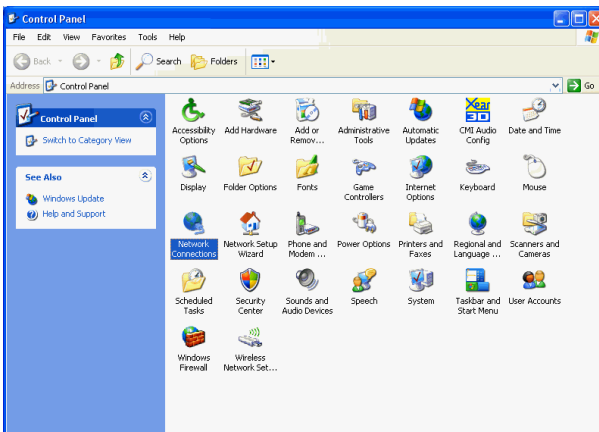 Control Panel
File Edit View Favorites Tools Help
Back Search Folders
Address Control Panel Go
Control Panel
Switch to Category View
See Also
Windows Update
Help and Support
Accessibility Options
Add Hardware
Add or Remov...
Administrative Tools
Automatic Updates
Xear 3D
CMI Audio Config
Date and Time
Display
Folder Options
Fonts
Game Controllers
Internet Options
Keyboard
Mouse
Network Connections
Network Setup Wizard
Phone and Modem ...
Power Options
Printers and Faxes
Regional and Language ...
Scanners and Cameras
Scheduled Tasks
Security Center
Sounds and Audio Devices
Speech
System
Taskbar and Start Menu
User Accounts
Windows Firewall
Wireless Network Set...